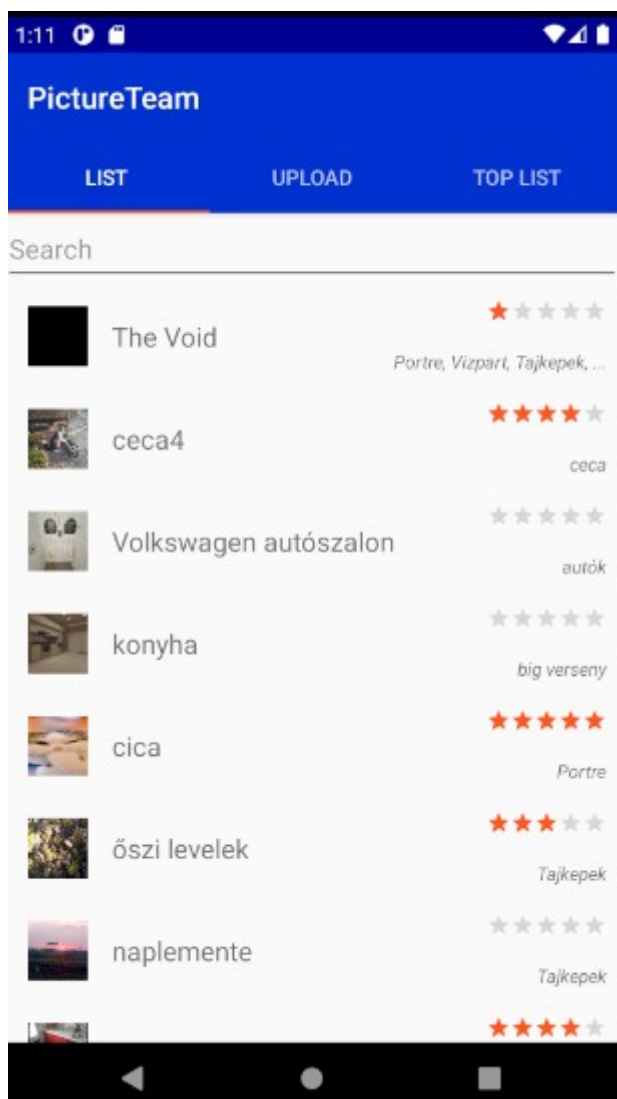 1:11
PictureTeam
LIST UPLOAD TOP LIST
Search
The Void
Portre, Vizpart, Tajkepek, ...
ceca4
ceca
Volkswagen autószalon
autók
konyha
big verseny
cica
Portre
őszi levelek
Tajkepek
naplemente
Tajkepek